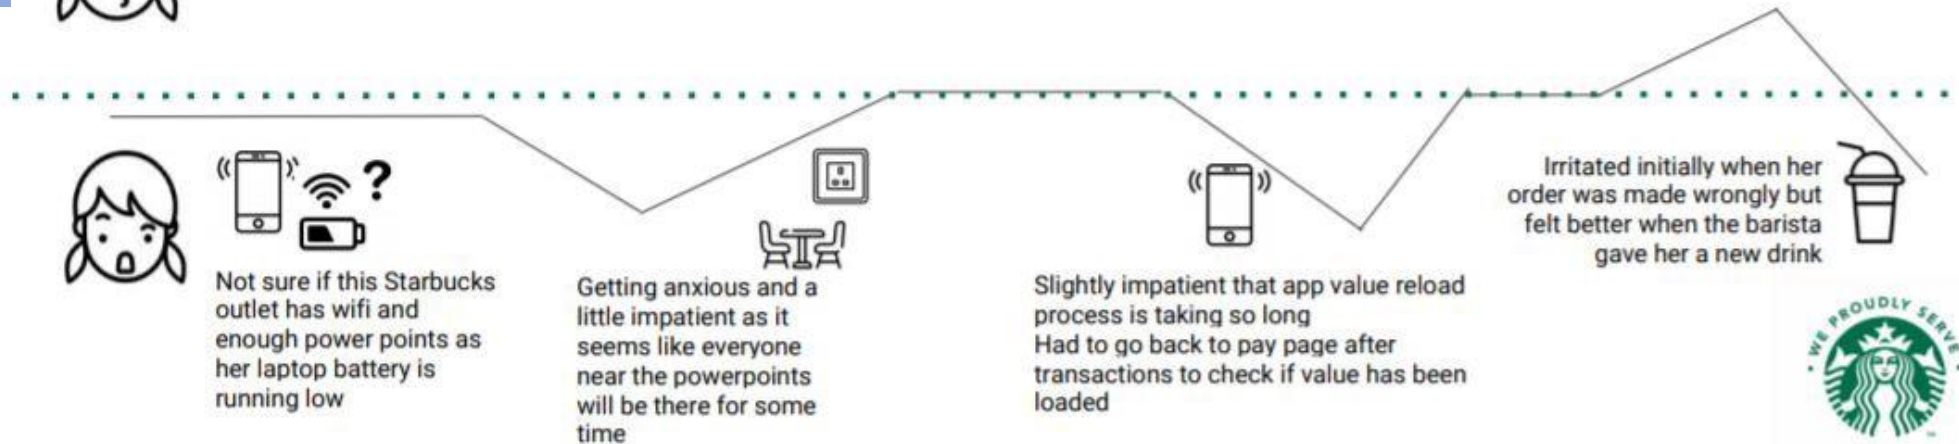 Not sure if this Starbucks
outlet has wifi and
enough power points as
her laptop battery is
running low
Getting anxious and a
little impatient as it
seems like everyone
near the powerpoints
will be there for some
time
Slightly impatient that app value reload
process is taking so long
Had to go back to pay page after
transactions to check if value has been
loaded
Irritated initially when her
order was made wrongly but
felt better when the barista
gave her a new drink
?
WE PROUDLY SERVE